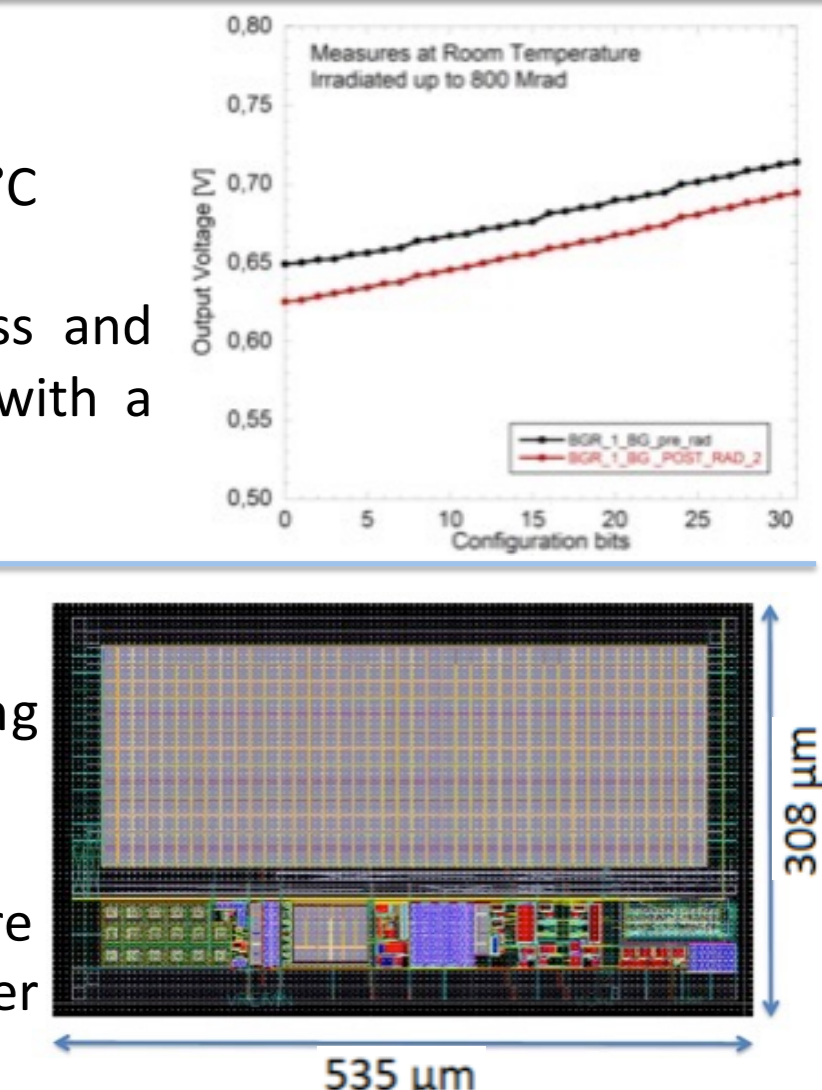 0,80
Measures at Room Temperature
Irradiated up to 800 Mrad
0,75
°C
0,70
Output Voltage [V]
0,65
ss and
0,60
with a
0,55
BGR_1_BG_pre_rad
BGR_1_BG_POST_RAD_2
0,50
0 5 10 15 20 25 30
Configuration bits
ng
308 µm
re
er
535 µm